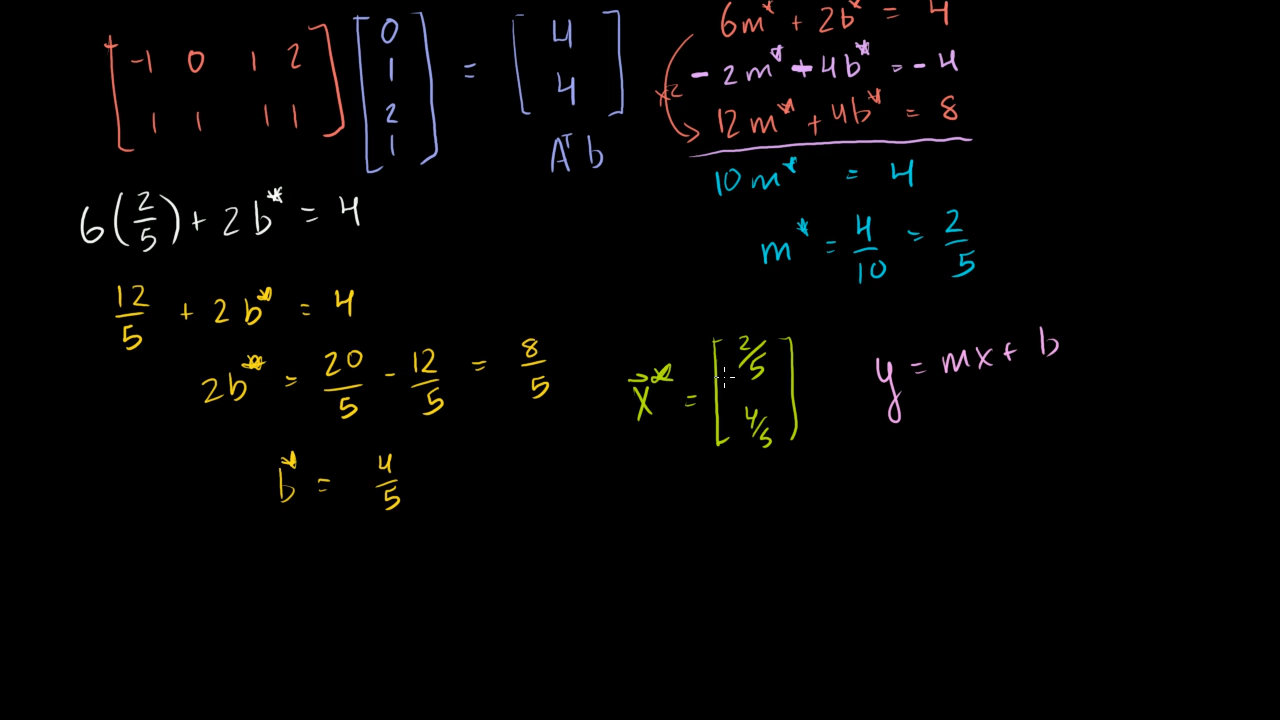 [-1 0 1 2; 1 1 1 1] [0; 1; 2; 1] = [4; 4]
A^T b
6m* + 2b* = 4
- 2m* - 4b* = - 4
x2
12m* + 4b* = 8
10m* = 4
m* = 4/10 = 2/5
6(2/5) + 2b* = 4
12/5 + 2b* = 4
2b* = 20/5 - 12/5 = 8/5
b* = 4/5
x⃗* = [2/5; 4/5]
y = mx + b